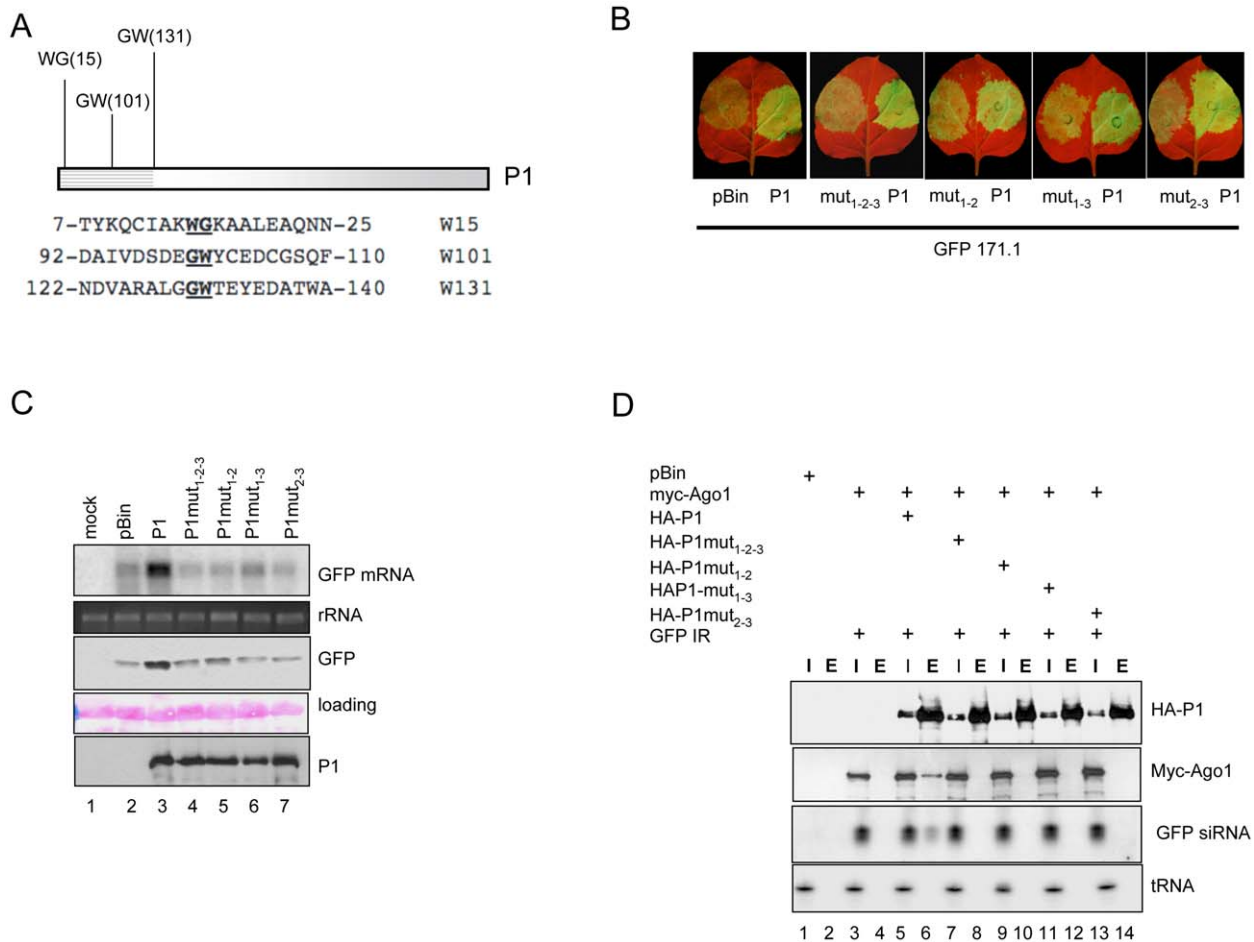 A
WG(15)
GW(101)
GW(131)
P1
7-TYKQCIAKWGKAALEAQNN-25 W15
92-DAIVDSDEGWYCEDCGSQF-110 W101
122-NDVARALGGWTEYEDATWA-140 W131
B
pBin P1 mut1-2-3 P1 mut1-2 P1 mut1-3 P1 mut2-3 P1
GFP 171.1
C
mock pBin P1 P1mut1-2-3 P1mut1-2 P1mut1-3 P1mut2-3
GFP mRNA
rRNA
GFP
loading
P1
1 2 3 4 5 6 7
D
pBin +
myc-Ago1 + + + + + +
HA-P1 +
HA-P1mut1-2-3 +
HA-P1mut1-2 +
HAP1-mut1-3 +
HA-P1mut2-3 +
GFP IR + + + + + +
I E I E I E I E I E I E I E
HA-P1
Myc-Ago1
GFP siRNA
tRNA
1 2 3 4 5 6 7 8 9 10 11 12 13 14